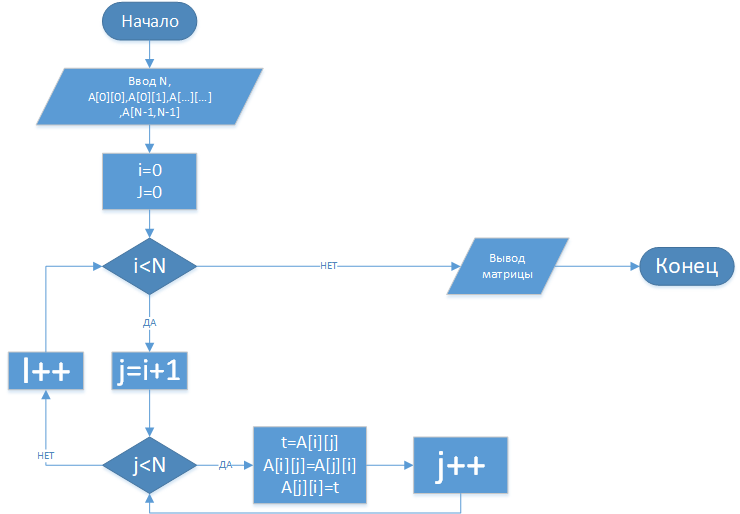 Начало
Ввод N,
A[0][0],A[0][1],A[...][...]
,A[N-1,N-1]
i=0
J=0
i<N
НЕТ
Вывод
матрицы
Конец
ДА
I++
j=i+1
j<N
НЕТ
ДА
t=A[i][j]
A[i][j]=A[j][i]
A[j][i]=t
j++